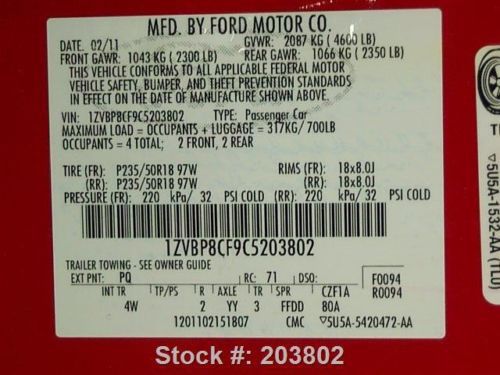 MFD. BY FORD MOTOR CO.
DATE: 02/11 GVWR: 2087 KG ( 4600 LB)
FRONT GAWR: 1043 KG ( 2300 LB) REAR GAWR: 1066 KG ( 2350 LB)
THIS VEHICLE CONFORMS TO ALL APPLICABLE FEDERAL MOTOR
VEHICLE SAFETY, BUMPER, AND THEFT PREVENTION STANDARDS
IN EFFECT ON THE DATE OF MANUFACTURE SHOWN ABOVE.
VIN: 1ZVBP8CF9C5203802 TYPE: Passenger Car
MAXIMUM LOAD = OCCUPANTS + LUGGAGE = 317KG/ 700LB
OCCUPANTS = 4 TOTAL; 2 FRONT, 2 REAR
TIRE (FR): P235/50R18 97W RIMS (FR): 18x8.0J
(RR): P235/50R18 97W (RR): 18x8.0J
PRESSURE (FR): 220 kPa/ 32 PSI COLD (RR): 220 kPa/ 32 PSI COLD
1ZVBP8CF9C5203802
TRAILER TOWING - SEE OWNER GUIDE
EXT PNT: PQ RC: 71 DSO: F0094
R0094
INT TR TP/PS R AXLE TR SPR CZF1A
4W 2 YY 3 FFDD 80A
1201102151807 CMC 5U5A-5420472-AA
5U5A-1532-AA (TLU)
Stock #: 203802